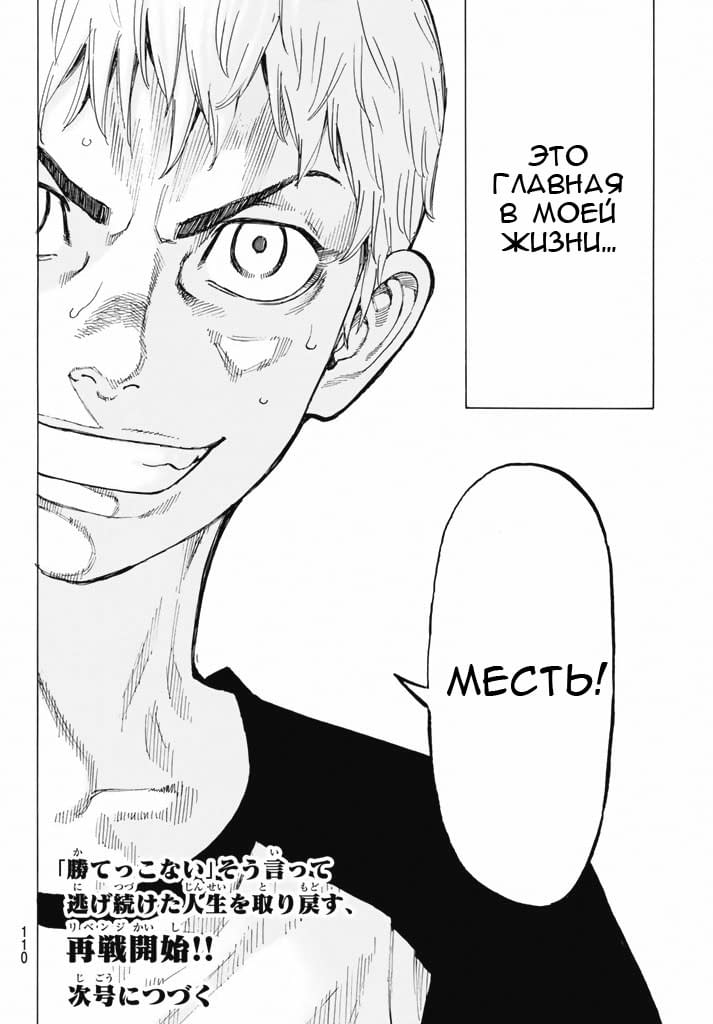 ЭТО
ГЛАВНАЯ
В МОЕЙ
ЖИЗНИ...
МЕСТЬ!
「勝てっこない」そう言って
逃げ続けた人生を取り戻す、
再戦開始!!
次号につづく
110